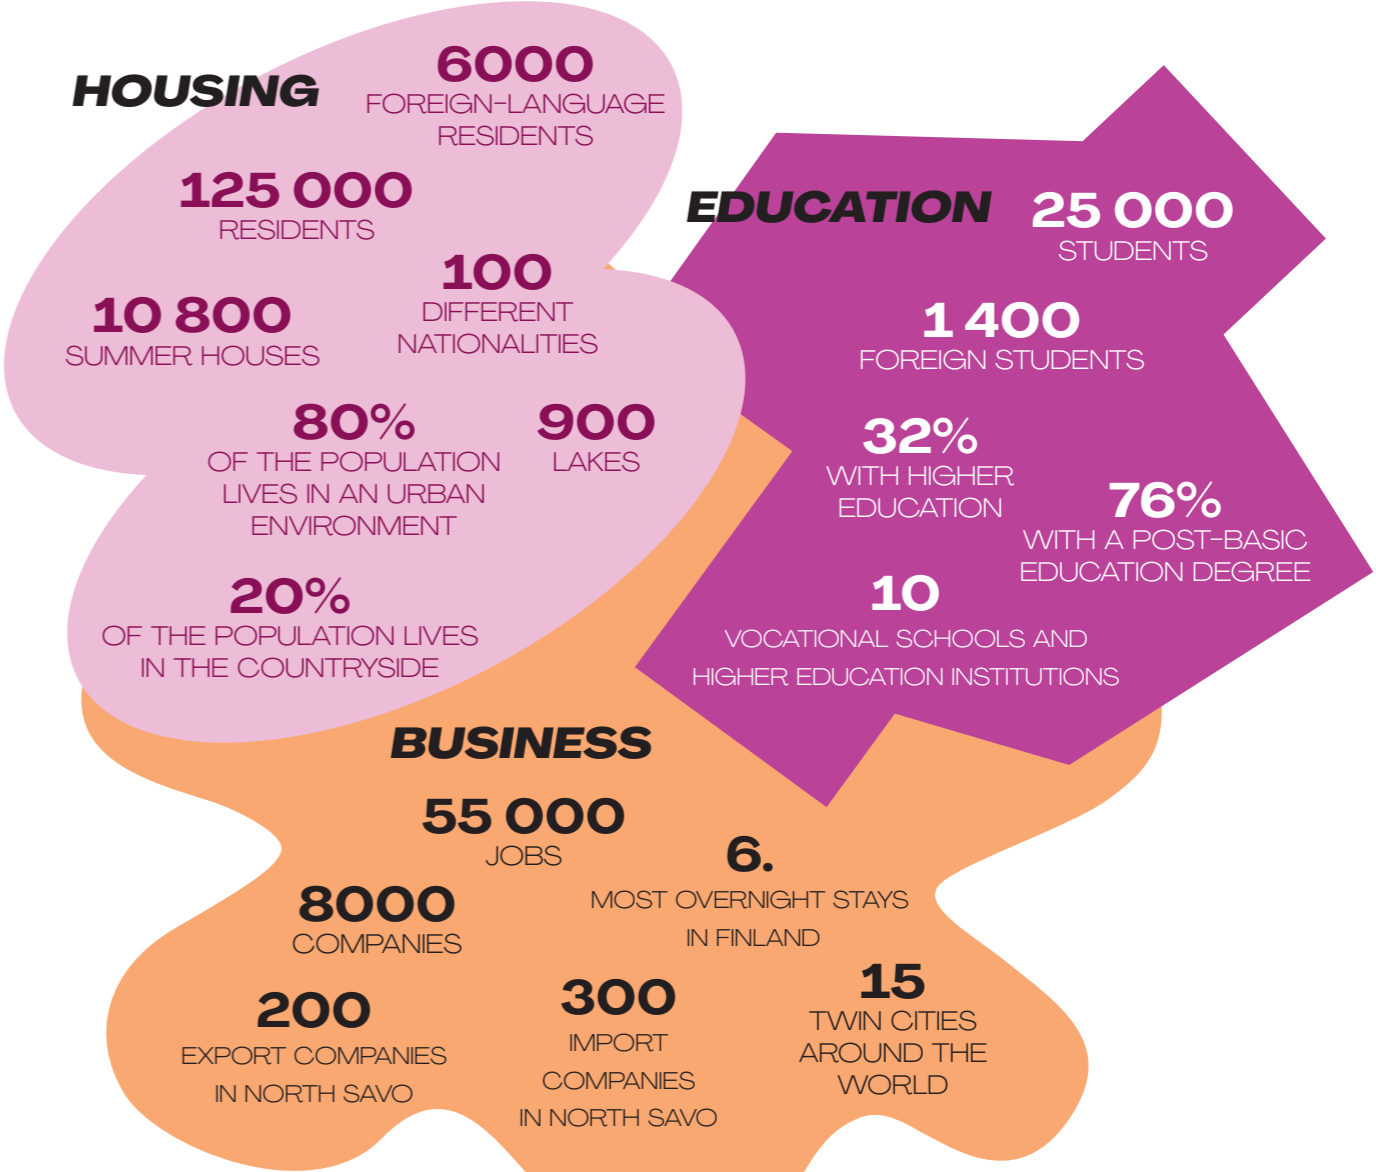 HOUSING
6000
FOREIGN-LANGUAGE
RESIDENTS
125 000
RESIDENTS
100
DIFFERENT
NATIONALITIES
10 800
SUMMER HOUSES
80%
OF THE POPULATION
LIVES IN AN URBAN
ENVIRONMENT
900
LAKES
20%
OF THE POPULATION LIVES
IN THE COUNTRYSIDE
EDUCATION
25 000
STUDENTS
1 400
FOREIGN STUDENTS
32%
WITH HIGHER
EDUCATION
76%
WITH A POST-BASIC
EDUCATION DEGREE
10
VOCATIONAL SCHOOLS AND
HIGHER EDUCATION INSTITUTIONS
BUSINESS
55 000
JOBS
6.
MOST OVERNIGHT STAYS
IN FINLAND
8000
COMPANIES
200
EXPORT COMPANIES
IN NORTH SAVO
300
IMPORT
COMPANIES
IN NORTH SAVO
15
TWIN CITIES
AROUND THE
WORLD